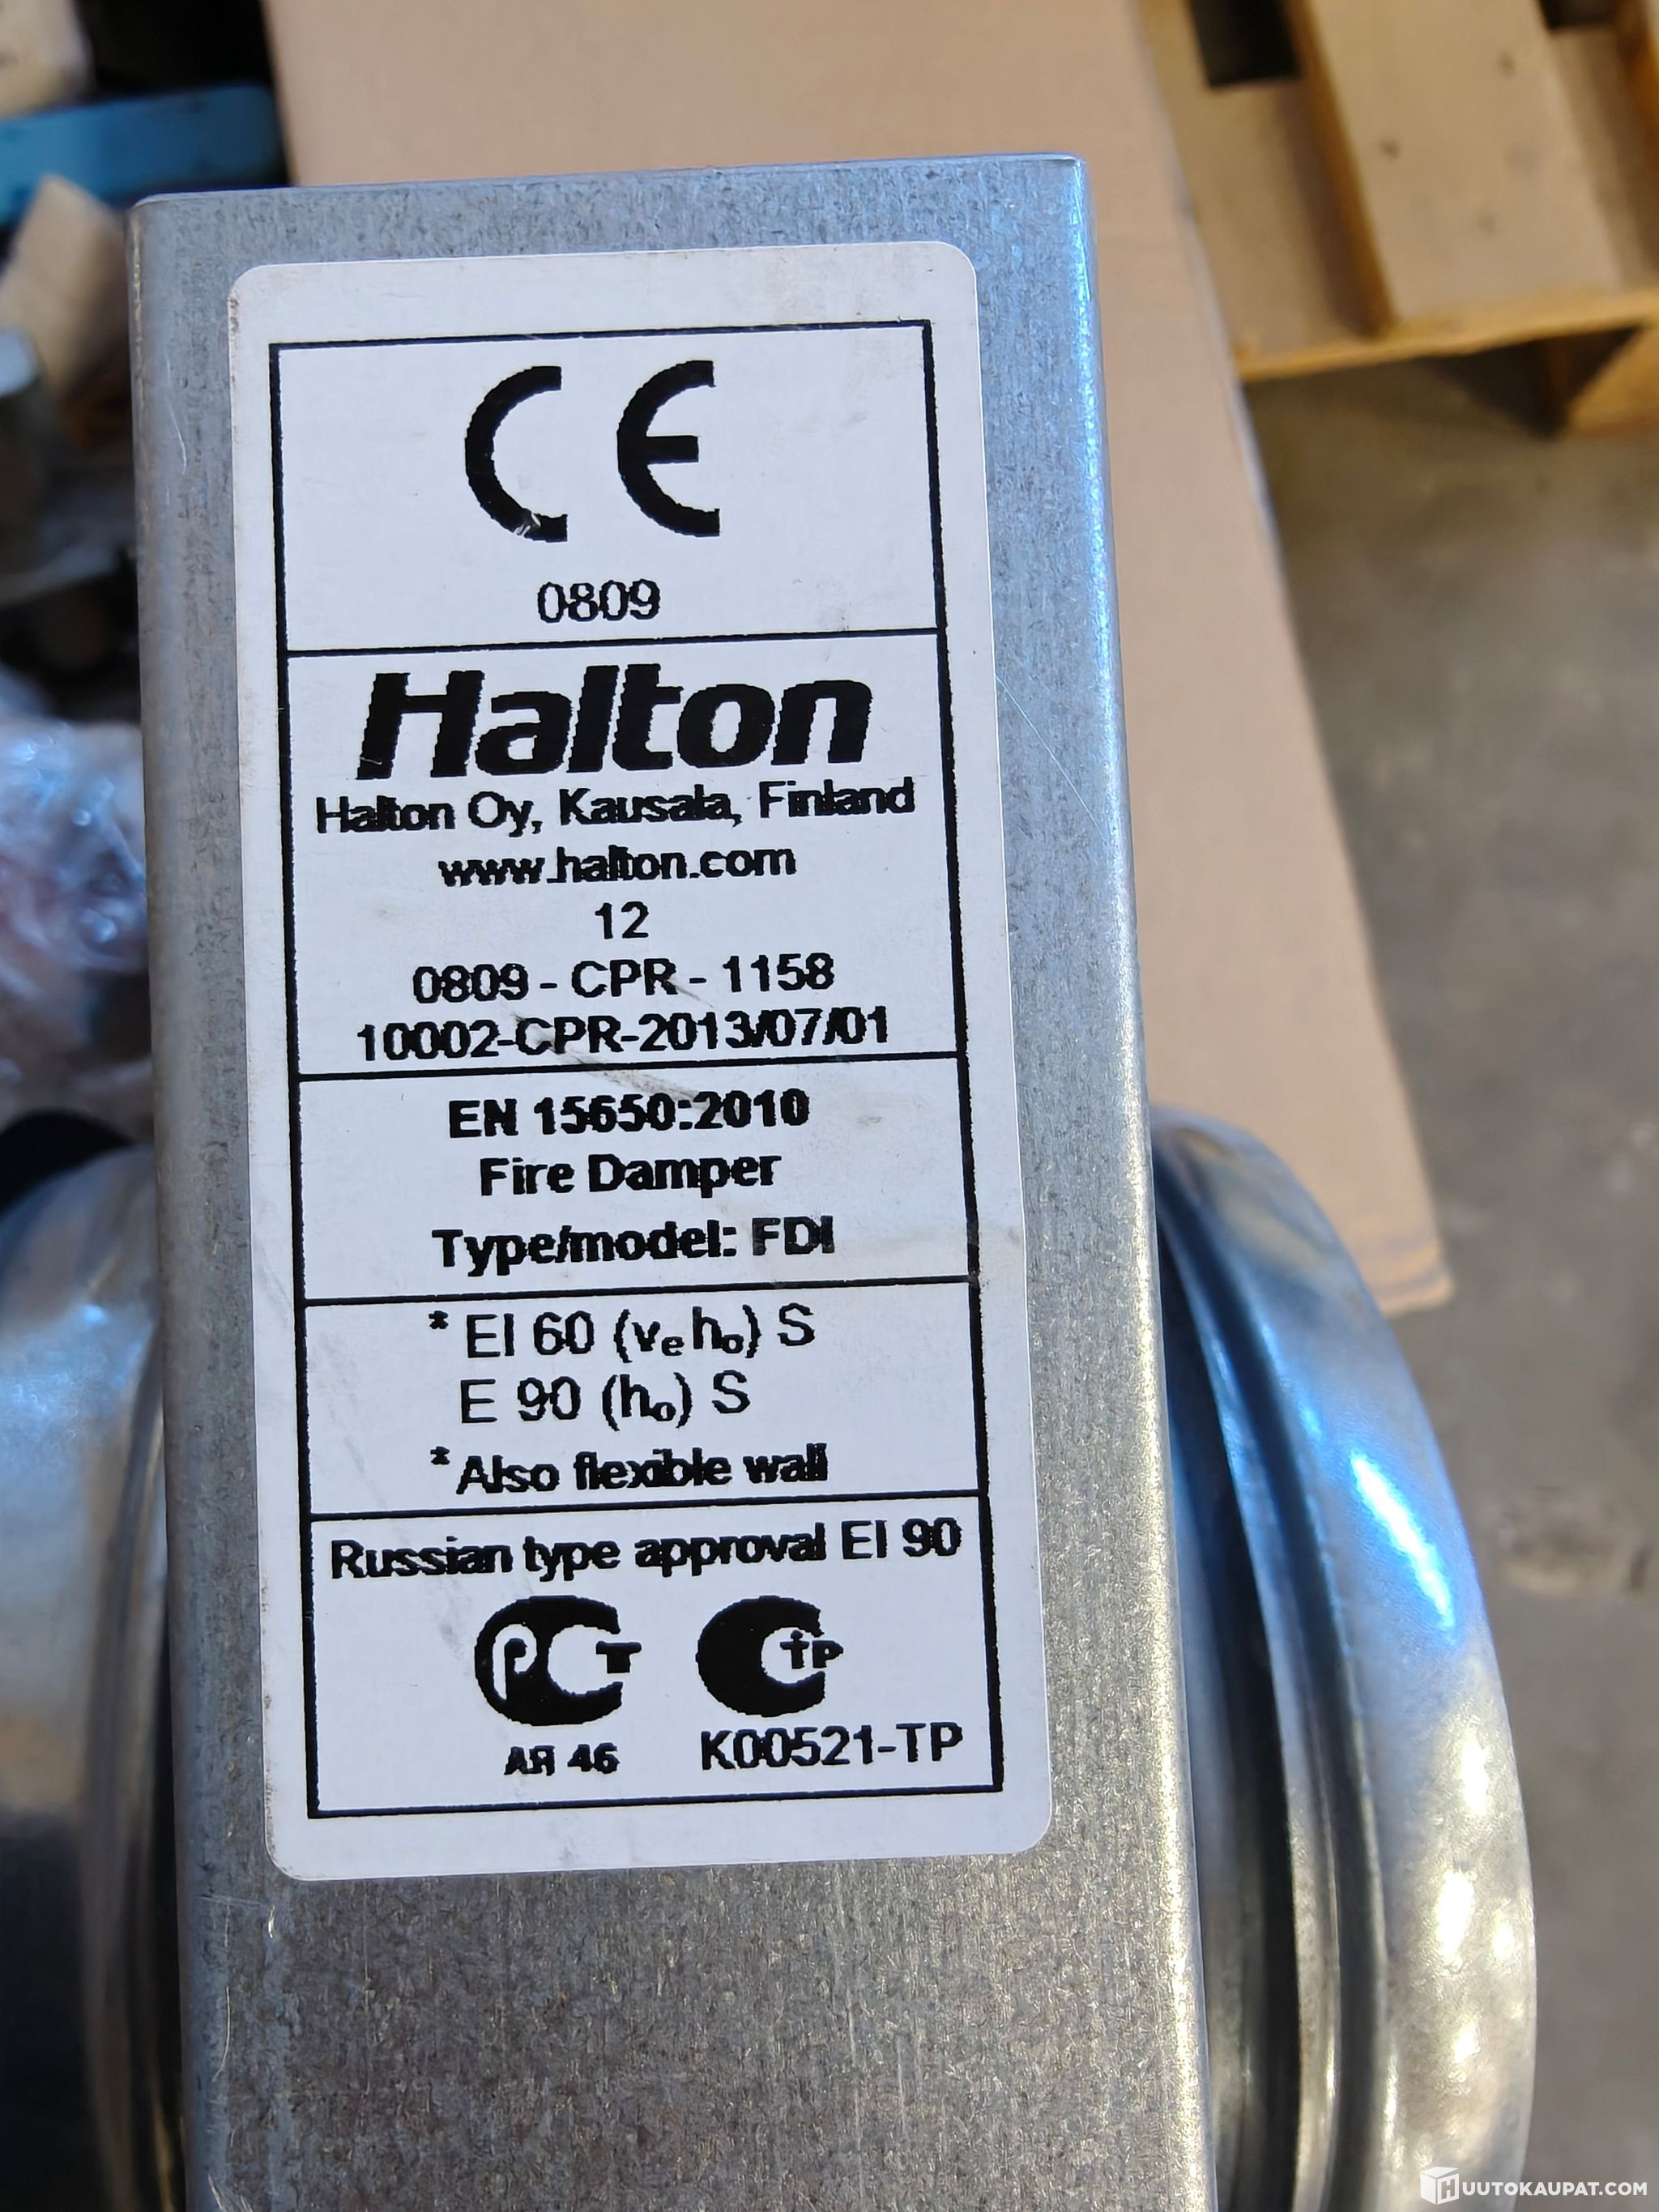 CE
0809
Halton
Halton Oy, Kausala, Finland
www.halton.com
12
0809 - CPR - 1158
10002-CPR-2013/07/01
EN 15650:2010
Fire Damper
Type/model: FDI
* EI 60 (ve ho) S
E 90 (ho) S
* Also flexible wall
Russian type approval EI 90
РСТ СТР
АЯ 46 K00521-TP
HUUTOKAUPAT.COM